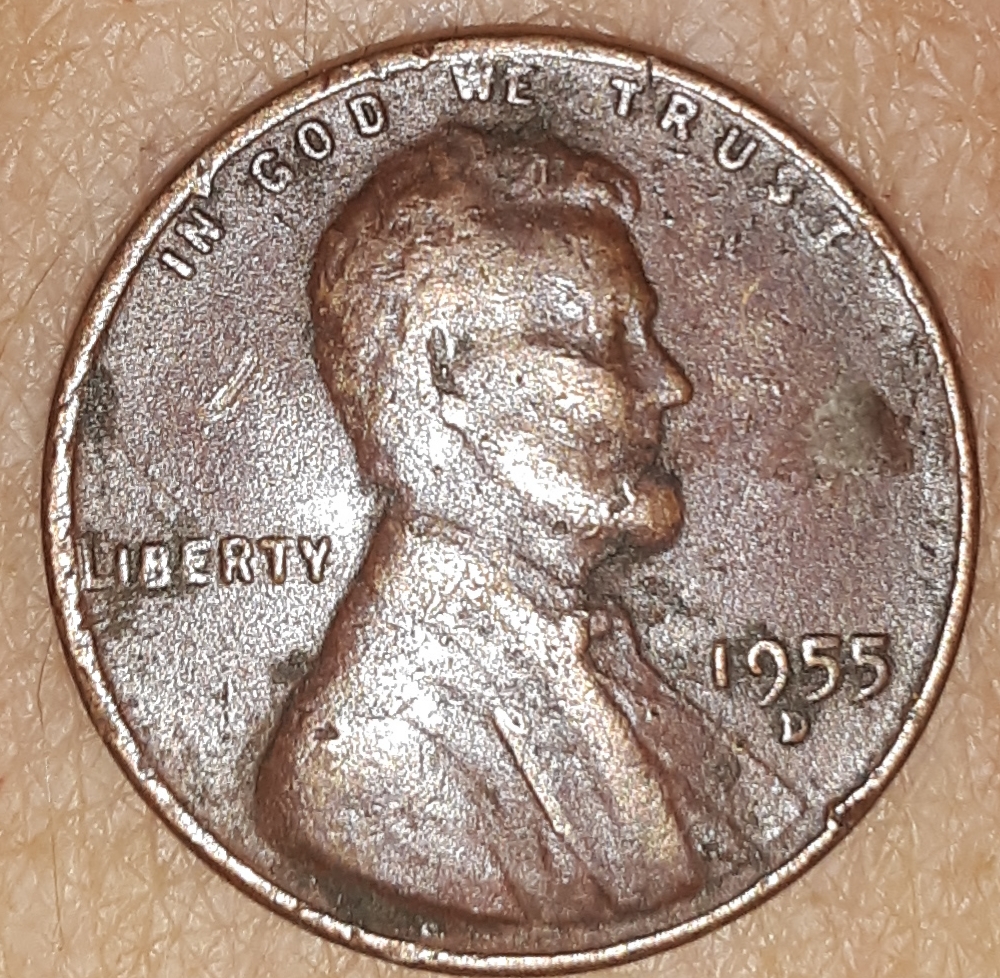 IN GOD WE TRUST
LIBERTY
1955
D